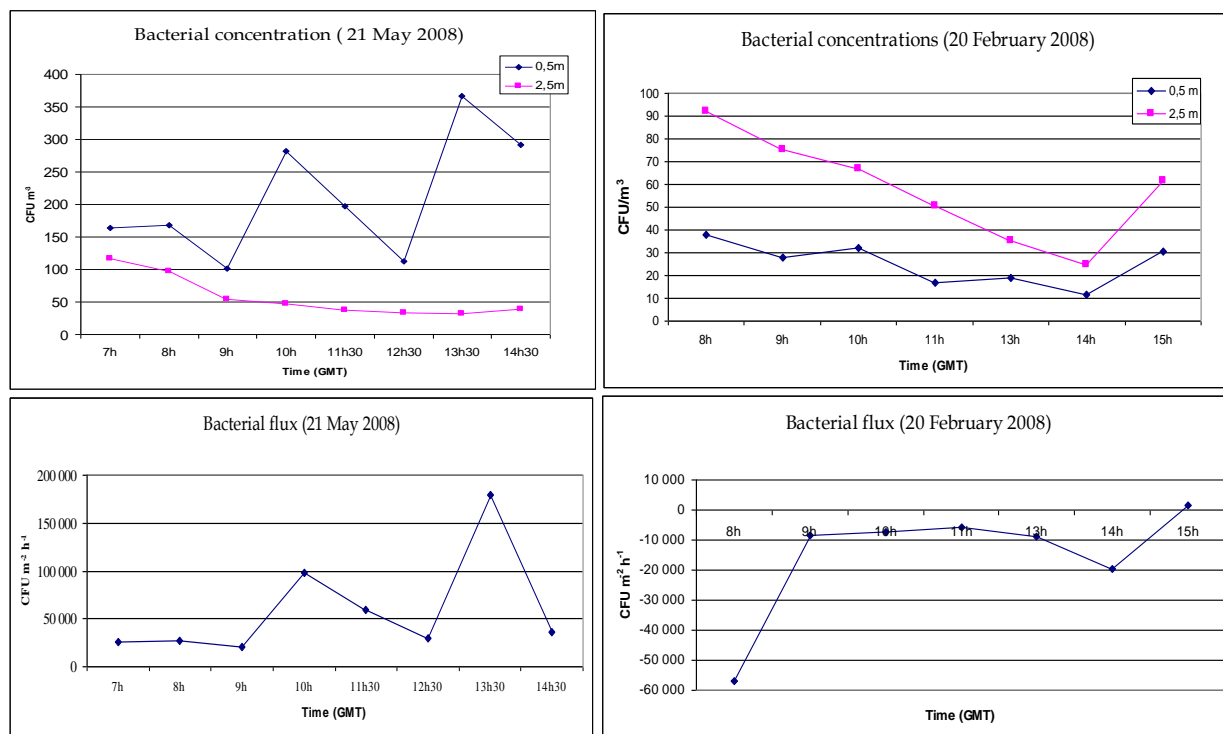 Bacterial concentration ( 21 May 2008)
0,5m
2,5m
400
350
300
250
200
150
100
50
0
CFU m³
7h 8h 9h 10h 11h30 12h30 13h30 14h30
Time (GMT)
Bacterial concentrations (20 February 2008)
0,5 m
2,5 m
100
90
80
70
60
50
40
30
20
10
0
CFU/m³
8h 9h 10h 11h 13h 14h 15h
Time (GMT)
Bacterial flux (21 May 2008)
200 000
150 000
100 000
50 000
0
CFU m⁻² h⁻¹
7h 8h 9h 10h 11h30 12h30 13h30 14h30
Time (GMT)
Bacterial flux (20 February 2008)
10 000
0
-10 000
-20 000
-30 000
-40 000
-50 000
-60 000
CFU m⁻² h⁻¹
8h 9h 10h 11h 13h 14h 15h
Time (GMT)